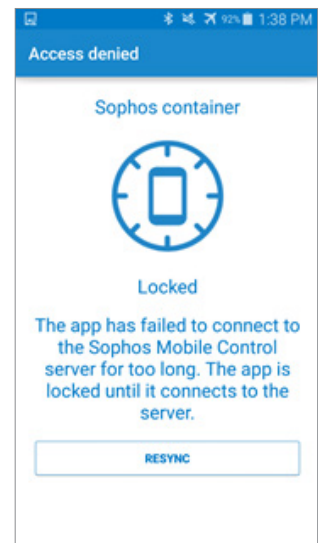 92% 1:38 PM
Access denied
Sophos container
Locked
The app has failed to connect to
the Sophos Mobile Control
server for too long. The app is
locked until it connects to the
server.
RESYNC